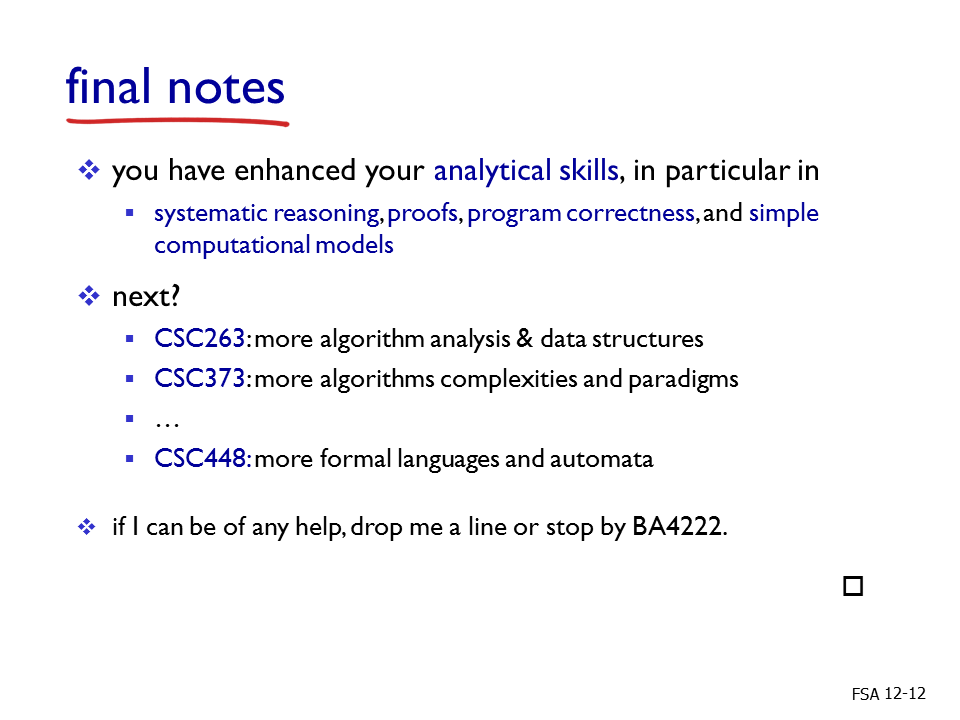 final notes
you have enhanced your analytical skills, in particular in
systematic reasoning, proofs, program correctness, and simple
computational models
next?
CSC263: more algorithm analysis & data structures
CSC373: more algorithms complexities and paradigms
…
CSC448: more formal languages and automata
if I can be of any help, drop me a line or stop by BA4222.
FSA 12-12